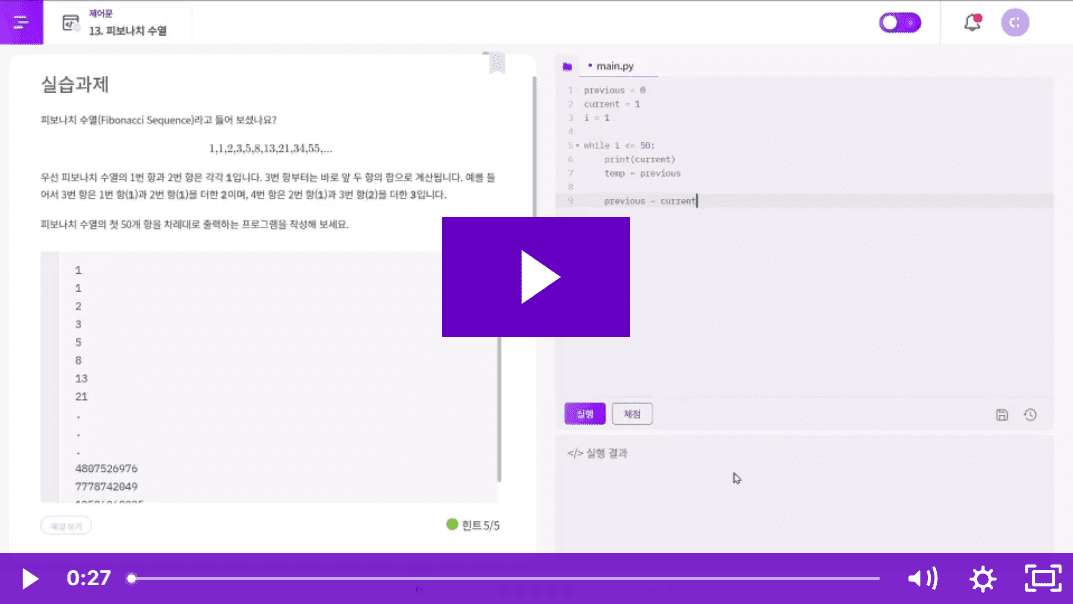 제어문
13. 피보나치 수열
실습과제
피보나치 수열(Fibonacci Sequence)라고 들어 보셨나요?
1,1,2,3,5,8,13,21,34,55,...
우선 피보나치 수열의 1번 항과 2번 항은 각각 1입니다. 3번 항부터는 바로 앞 두 항의 합으로 계산됩니다. 예를 들
어서 3번 항은 1번 항(1)과 2번 항(1)을 더한 2이며, 4번 항은 2번 항(1)과 3번 항(2)을 더한 3입니다.
피보나치 수열의 첫 50개 항을 차례대로 출력하는 프로그램을 작성해 보세요.
1
1
2
3
5
8
13
21
.
.
.
4807526976
7778742049
해답 보기
힌트 5/5
main.py
1 previous = 0
2 current = 1
3 i = 1
4
5 while i <= 50:
6 print(current)
7 temp = previous
8
9 previous = current
실행
채점
</> 실행 결과
0:27